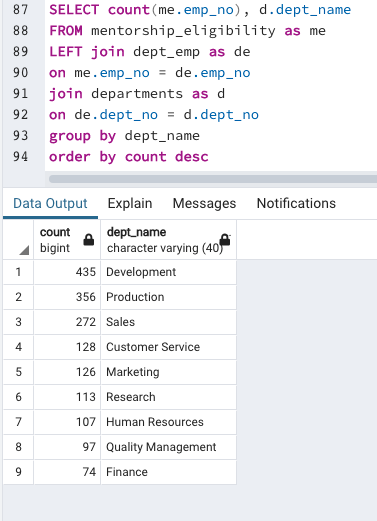 87 SELECT count(me.emp_no), d.dept_name
88 FROM mentorship_eligibility as me
89 LEFT join dept_emp as de
90 on me.emp_no = de.emp_no
91 join departments as d
92 on de.dept_no = d.dept_no
93 group by dept_name
94 order by count desc
Data Output Explain Messages Notifications
count dept_name
bigint character varying (40)
1 435 Development
2 356 Production
3 272 Sales
4 128 Customer Service
5 126 Marketing
6 113 Research
7 107 Human Resources
8 97 Quality Management
9 74 Finance